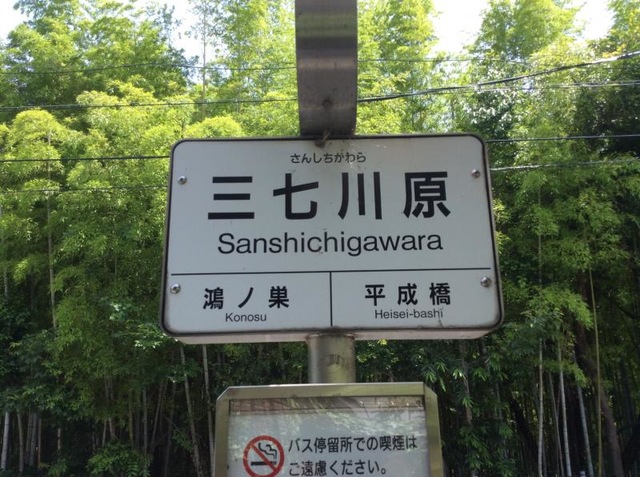 さんしちがわら
三七川原
Sanshichigawara
鴻ノ巣
Konosu
平成橋
Heisei-bashi
バス停留所での喫煙は
ご遠慮ください。